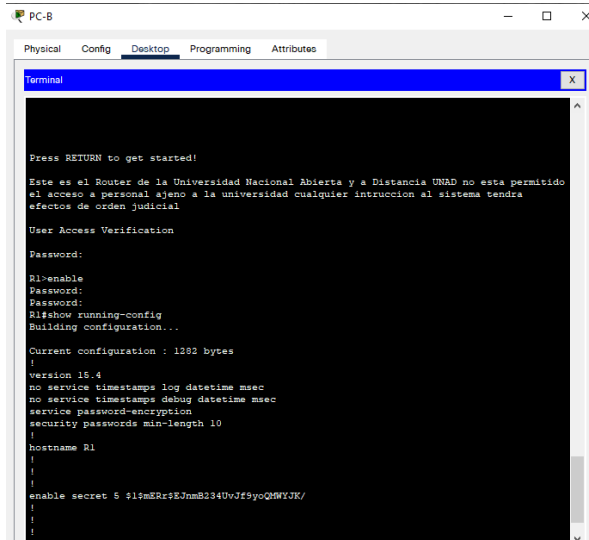 PC-B
Physical Config Desktop Programming Attributes
Terminal X
Press RETURN to get started!
Este es el Router de la Universidad Nacional Abierta y a Distancia UNAD no esta permitido
el acceso a personal ajeno a la universidad cualquier intruccion al sistema tendra
efectos de orden judicial
User Access Verification
Password:
R1>enable
Password:
Password:
R1#show running-config
Building configuration...
Current configuration : 1282 bytes
!
version 15.4
no service timestamps log datetime msec
no service timestamps debug datetime msec
service password-encryption
security passwords min-length 10
!
hostname R1
!
!
!
enable secret 5 $1$mERr$EJnmB234UvJf9yoQMWYJK/
!
!
!